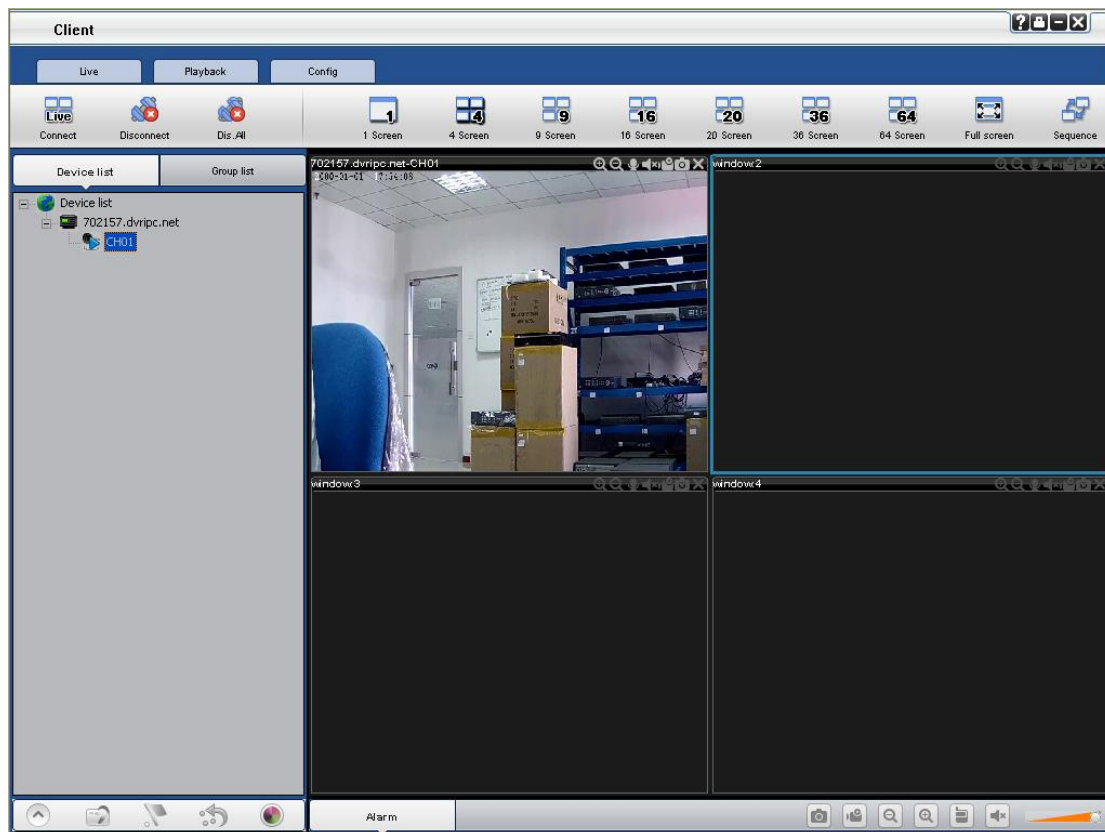 Client
Live
Playback
Config
Live
1
4
9
16
20
36
64
Connect
Disconnect
Dis.All
1 Screen
4 Screen
9 Screen
16 Screen
20 Screen
36 Screen
64 Screen
Full screen
Sequence
Device list
Group list
702157.dvripc.net-CH01
window2
Device list
702157.dvripc.net
CH01
window3
window4
Alarm